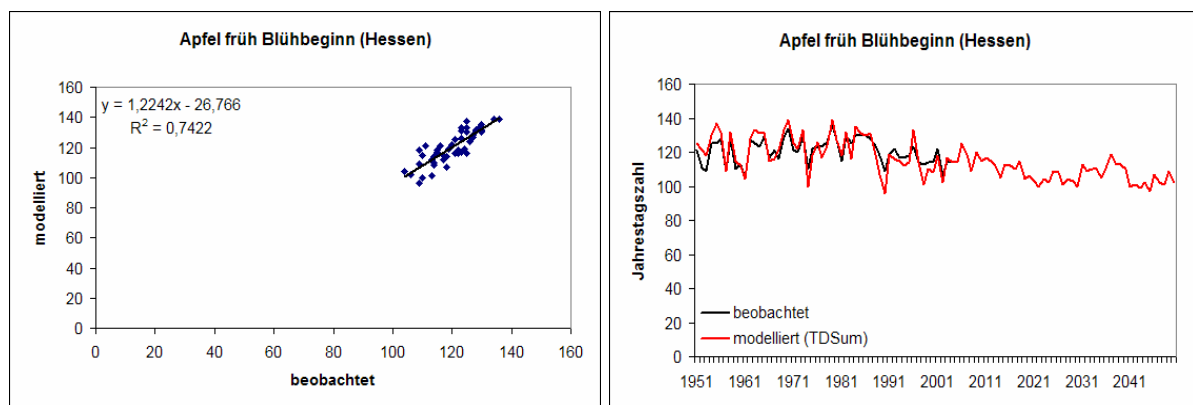 Apfel früh Blühbeginn (Hessen)
y = 1,2242x - 26,766
R² = 0,7422
modelliert
160
140
120
100
80
60
40
20
0
0 20 40 60 80 100 120 140 160
beobachtet
Apfel früh Blühbeginn (Hessen)
Jahrestagszahl
160
140
120
100
80
60
40
20
0
beobachtet
modelliert (TDSum)
1951 1961 1971 1981 1991 2001 2011 2021 2031 2041